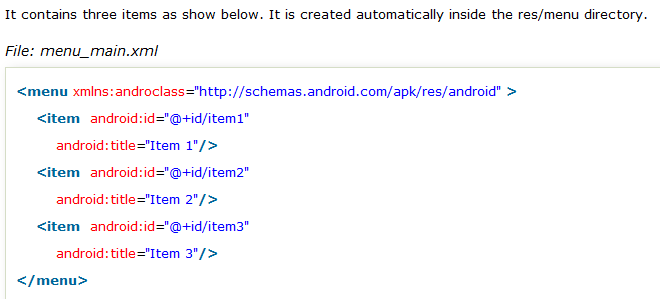 It contains three items as show below. It is created automatically inside the res/menu directory.
File: menu_main.xml
<menu xmlns:androclass="http://schemas.android.com/apk/res/android" >
<item  android:id="@+id/item1"
android:title="Item 1"/>
<item  android:id="@+id/item2"
android:title="Item 2"/>
<item  android:id="@+id/item3"
android:title="Item 3"/>
</menu>